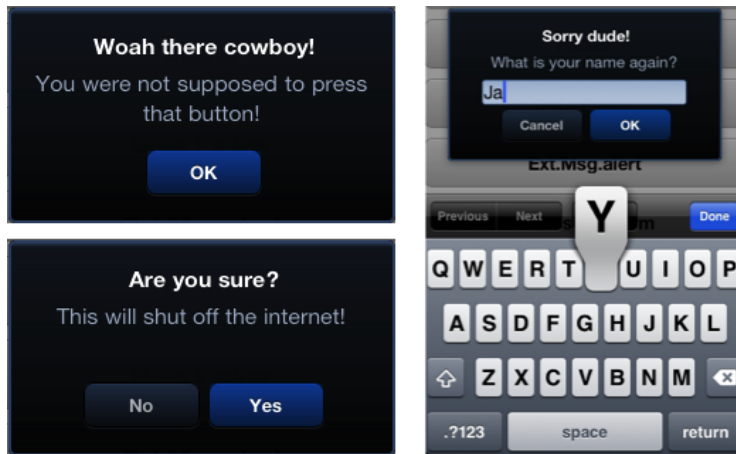 Woah there cowboy!
You were not supposed to press
that button!
OK
Are you sure?
This will shut off the internet!
No Yes
Sorry dude!
What is your name again?
Ja
Cancel OK
Ext.Msg.alert
Previous Next Done
Y
Q W E R T U I O P
A S D F G H J K L
Z X C V B N M
.?123 space return